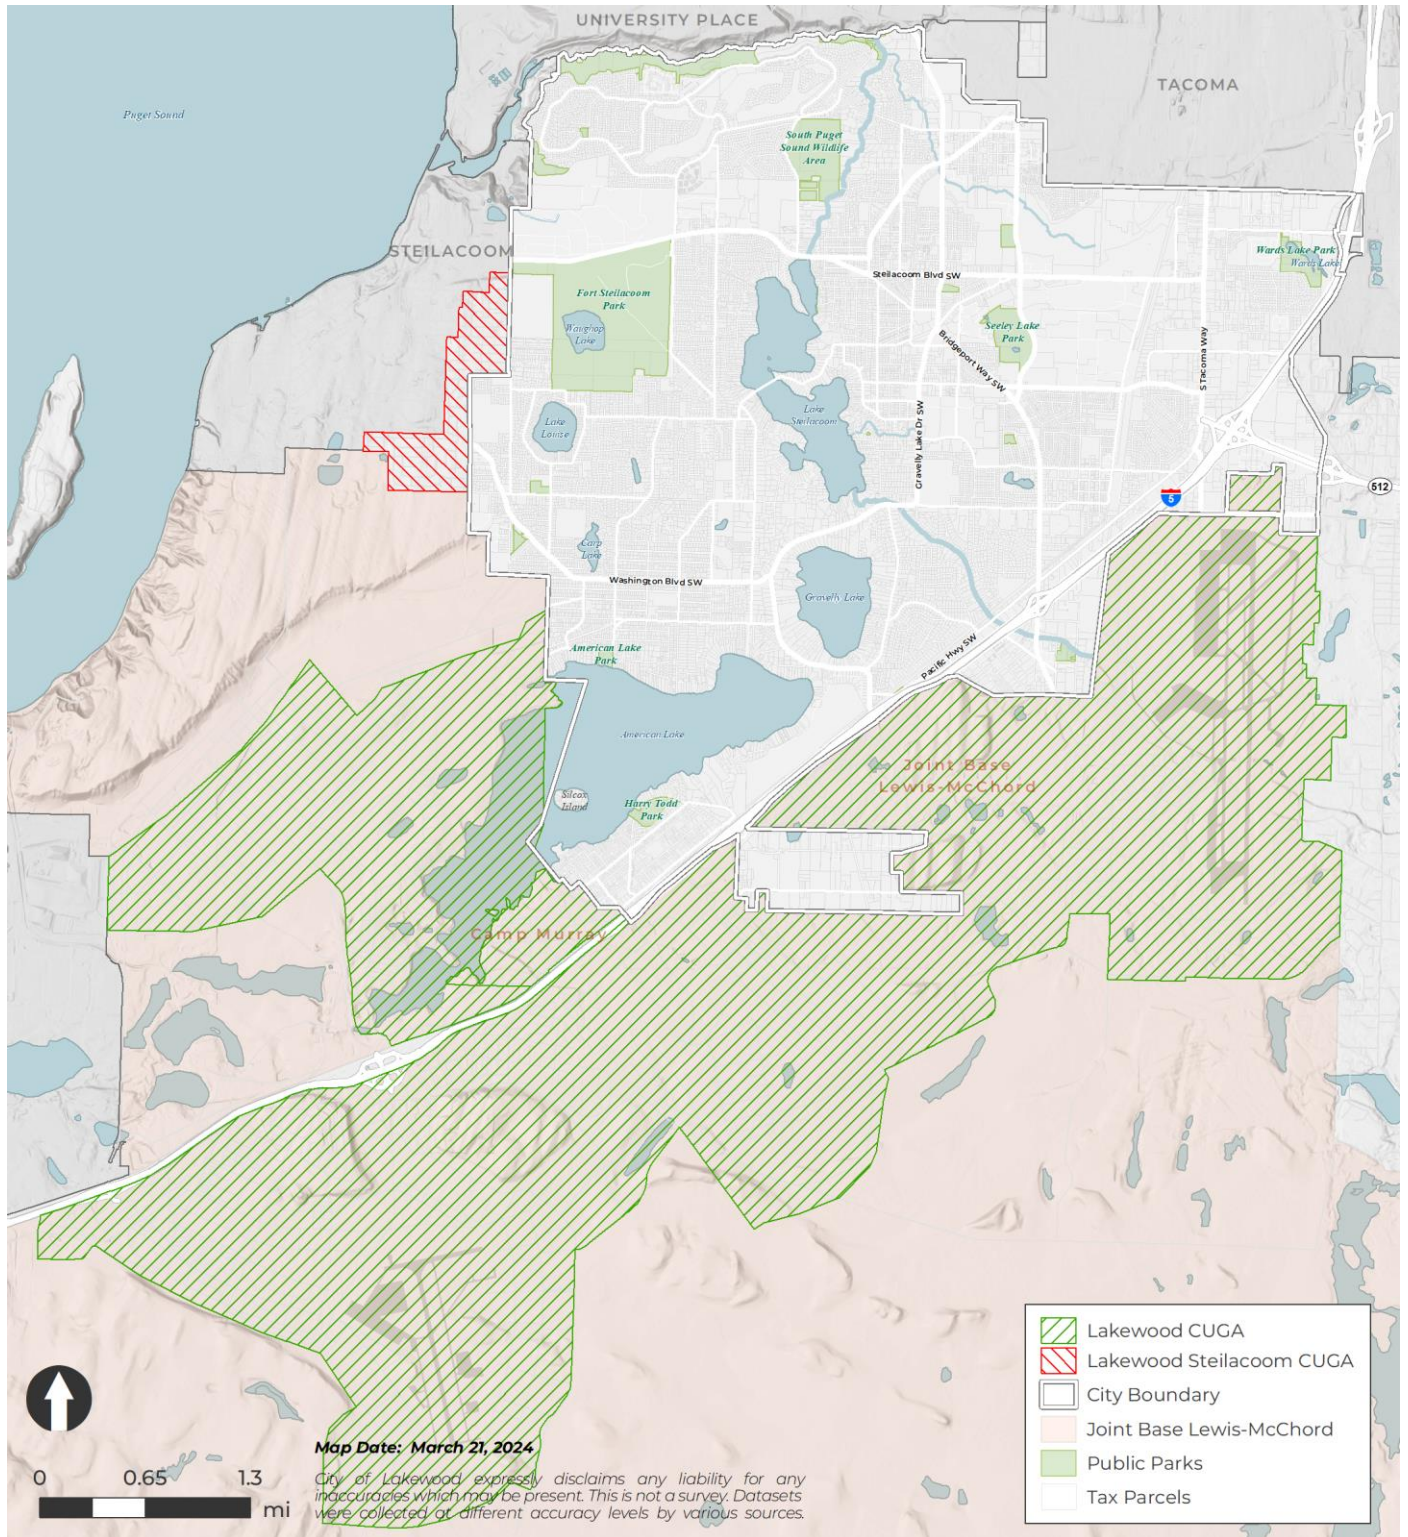 UNIVERSITY PLACE
TACOMA
Puget Sound
South Puget
Sound Wildlife
Area
STEILACOOM
Wards Lake Park
Wards Lake
Steilacoom Blvd SW
Fort Steilacoom
Park
Waughop
Lake
Seeley Lake
Park
Bridgeport Way SW
S Tacoma Way
Lake
Louise
Lake
Steilacoom
Gravelly Lake Dr SW
512
5
Carp
Lake
Washington Blvd SW
Gravelly Lake
American Lake
Park
Pacific Hwy SW
American Lake
Joint Base
Lewis-McChord
Silcox
Island
Harry Todd
Park
Camp Murray
Lakewood CUGA
Lakewood Steilacoom CUGA
City Boundary
Joint Base Lewis-McChord
Public Parks
Tax Parcels
Map Date: March 21, 2024
0 0.65 1.3
mi
City of Lakewood expressly disclaims any liability for any
inaccuracies which may be present. This is not a survey. Datasets
were collected at different accuracy levels by various sources.